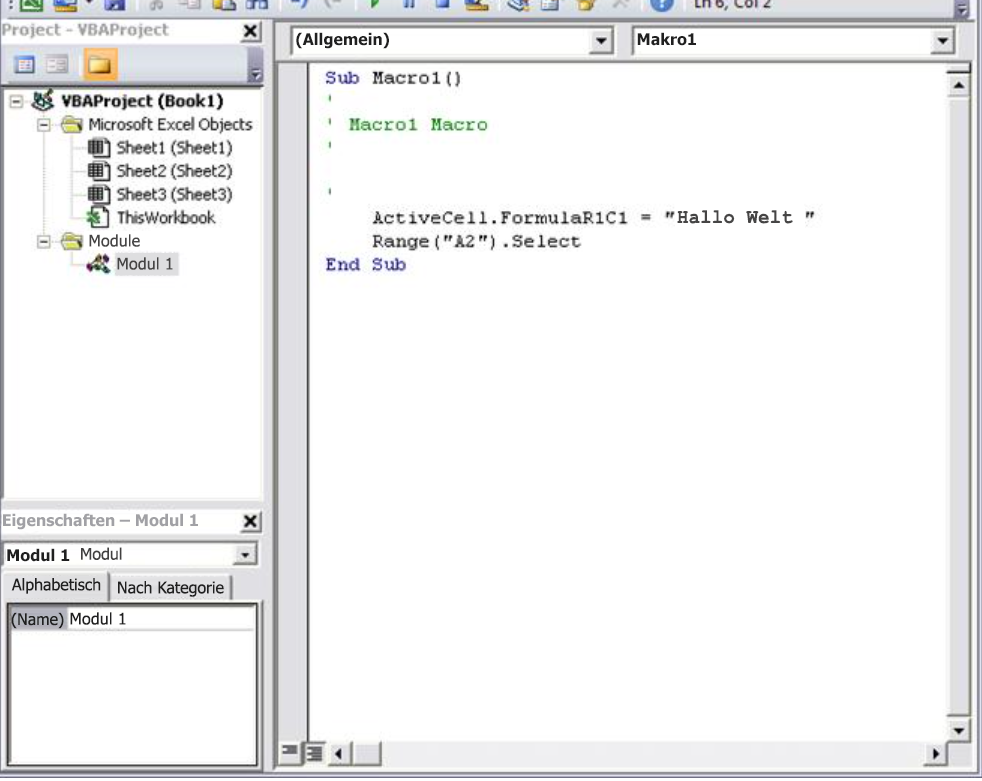 Ln 6, Col 2
Project - VBAProject
VBAProject (Book1)
Microsoft Excel Objects
Sheet1 (Sheet1)
Sheet2 (Sheet2)
Sheet3 (Sheet3)
ThisWorkbook
Module
Modul 1
Eigenschaften – Modul 1
Modul 1 Modul
Alphabetisch Nach Kategorie
(Name) Modul 1
(Allgemein) Makro1
Sub Macro1()
'
' Macro1 Macro
'
'
ActiveCell.FormulaR1C1 = "Hallo Welt "
Range("A2").Select
End Sub